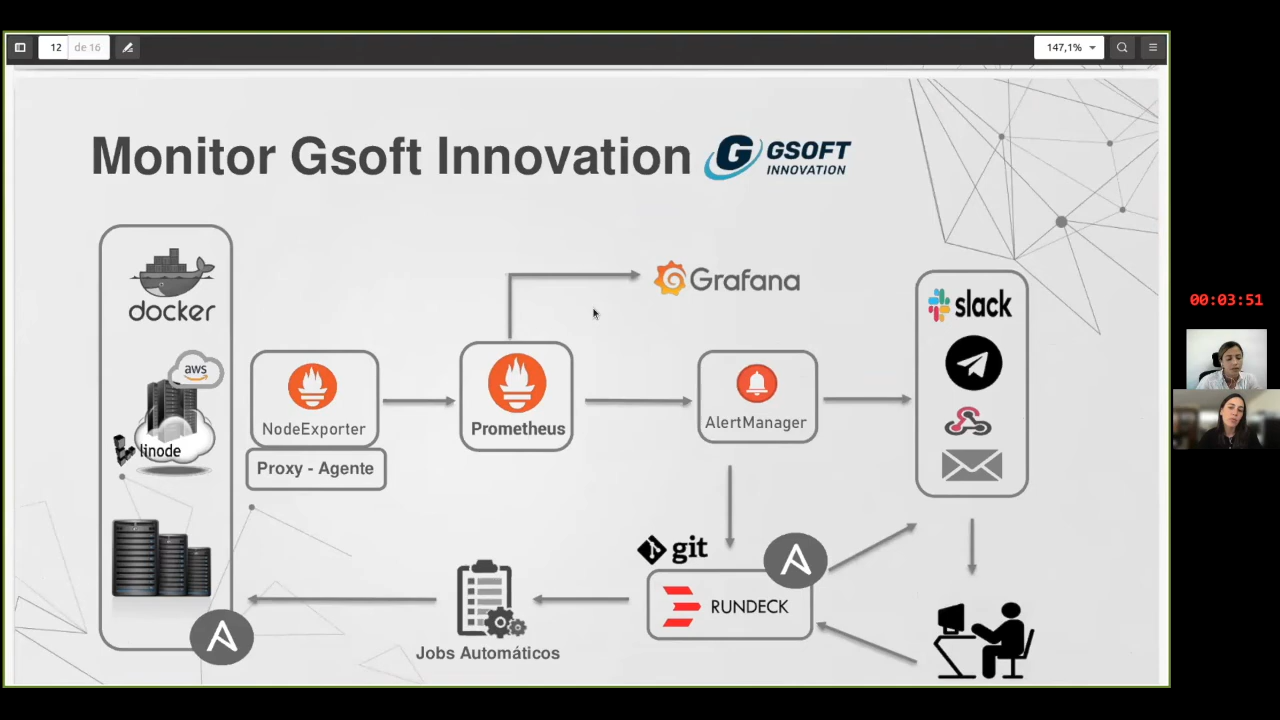 12 de 16
147,1%
Monitor Gsoft Innovation
G GSOFT
INNOVATION
docker
aws
linode
NodeExporter
Proxy - Agente
Prometheus
Grafana
AlertManager
slack
00:03:51
git
RUNDECK
Jobs Automáticos